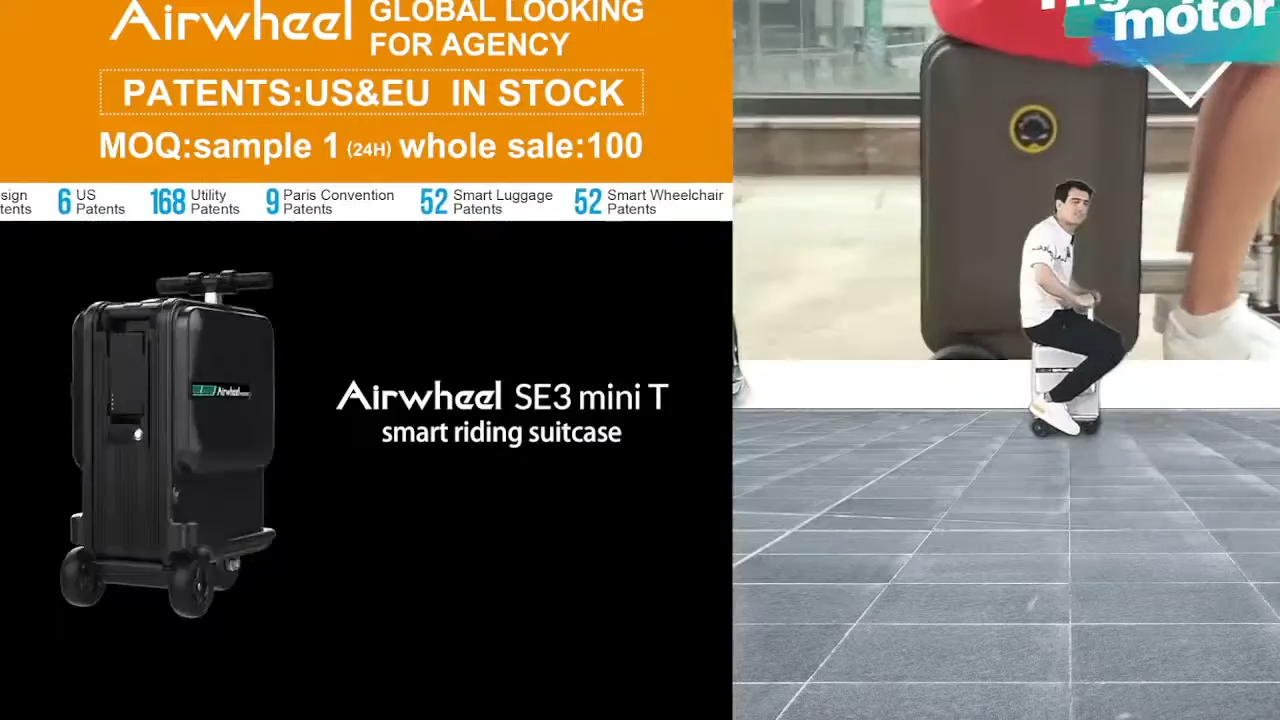 Airwheel
GLOBAL LOOKING
FOR AGENCY
PATENTS:US&EU IN STOCK
MOQ:sample 1 (24H) whole sale:100
6 US
Patents
168 Utility
Patents
9 Paris Convention
Patents
52 Smart Luggage
Patents
52 Smart Wheelchair
Patents
Airwheel
Airwheel SE3 mini T
smart riding suitcase
motor